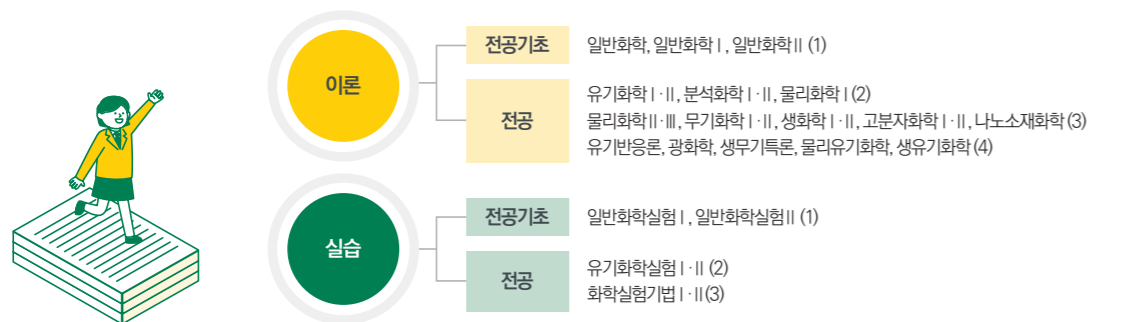 이론
전공기초
일반화학, 일반화학Ⅰ, 일반화학Ⅱ (1)
전공
유기화학Ⅰ·Ⅱ, 분석화학Ⅰ·Ⅱ, 물리화학Ⅰ(2)
물리화학Ⅱ·Ⅲ, 무기화학Ⅰ·Ⅱ, 생화학Ⅰ·Ⅱ, 고분자화학Ⅰ·Ⅱ, 나노소재화학 (3)
유기반응론, 광화학, 생무기특론, 물리유기화학, 생유기화학 (4)
실습
전공기초
일반화학실험Ⅰ, 일반화학실험Ⅱ (1)
전공
유기화학실험Ⅰ·Ⅱ (2)
화학실험기법Ⅰ·Ⅱ(3)